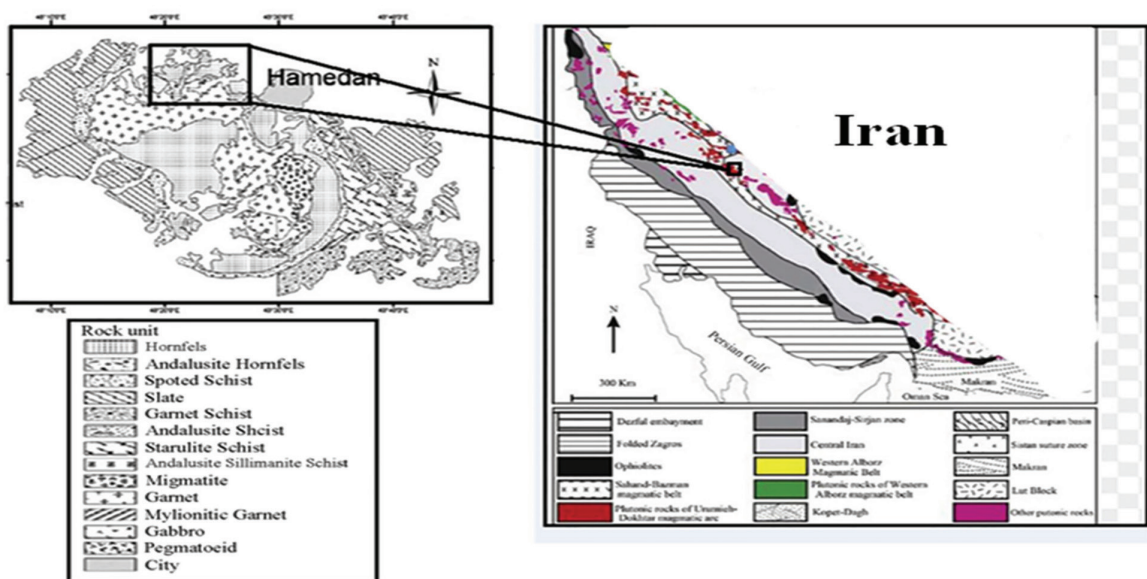 Hamedan
N
Rock unit
Hornfels
Andalusite Hornfels
Spoted Schist
Slate
Garnet Schist
Andalusite Shcist
Starulite Schist
Andalusite Sillimanite Schist
Migmatite
Garnet
Mylionitic Garnet
Gabbro
Pegmatoeid
City
Iran
IRAQ
N
Persian Gulf
300 Km
Makran
Oman Sea
Dezful embayment
Folded Zagros
Ophiolites
Sahand-Bazman
magmatic belt
Plutonic rocks of Urumieh-
Dokhtar magmatic arc
Sanandaj-Sirjan zone
Central Iran
Western Alborz
Magmatic Belt
Plutonic rocks of Western
Alborz magmatic belt
Kopet-Dagh
Peri-Caspian basin
Sistan suture zone
Makran
Lut Block
Other putonic rocks